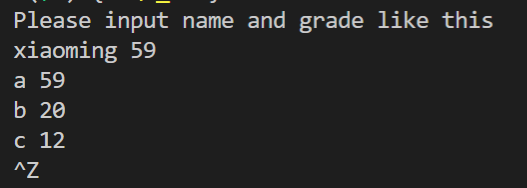 Please input name and grade like this
xiaoming 59
a 59
b 20
c 12
^Z